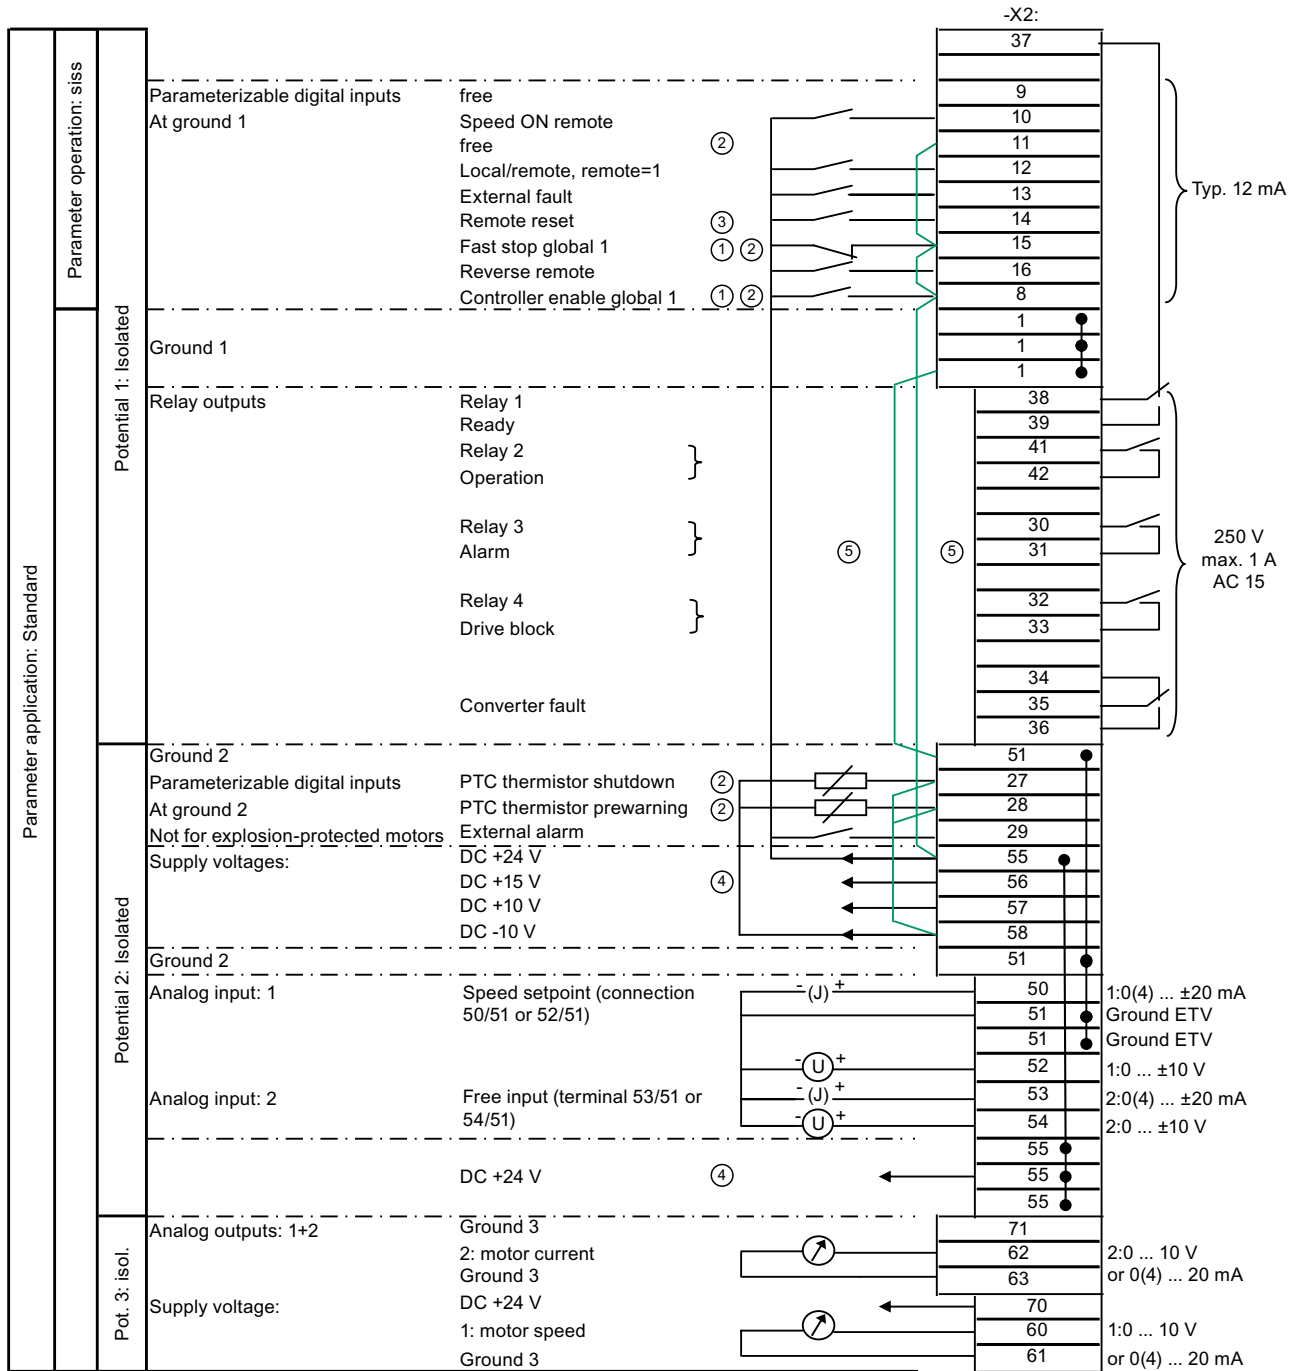 -X2:
37
Parameterizable digital inputs free 9
At ground 1 Speed ON remote 10
free ② 11
Local/remote, remote=1 12
External fault 13
Typ. 12 mA
Remote reset ③ 14
Fast stop global 1 ① ② 15
Reverse remote 16
Controller enable global 1 ① ② 8
1
Ground 1 1
1
Relay outputs Relay 1 38
Ready 39
Relay 2 } 41
Operation 42
Relay 3 } 30
Alarm ⑤ ⑤ 31
250 V
max. 1 A
AC 15
Relay 4 } 32
Drive block 33
34
Converter fault 35
36
Ground 2 51
Parameterizable digital inputs PTC thermistor shutdown ② 27
At ground 2 PTC thermistor prewarning ② 28
Not for explosion-protected motors External alarm 29
Supply voltages: DC +24 V 55
DC +15 V ④ 56
DC +10 V 57
DC -10 V 58
Ground 2 51
Analog input: 1 Speed setpoint (connection - (J) + 50 1:0(4) ... ±20 mA
50/51 or 52/51) 51 Ground ETV
51 Ground ETV
- U + 52 1:0 ... ±10 V
Analog input: 2 Free input (terminal 53/51 or - (J) + 53 2:0(4) ... ±20 mA
54/51) - U + 54 2:0 ... ±10 V
55
DC +24 V ④ 55
55
Analog outputs: 1+2 Ground 3 71
2: motor current 62 2:0 ... 10 V
Ground 3 63 or 0(4) ... 20 mA
Supply voltage: DC +24 V 70
1: motor speed 60 1:0 ... 10 V
Ground 3 61 or 0(4) ... 20 mA
Parameter operation: siss
Parameter application: Standard
Potential 1: Isolated
Potential 2: Isolated
Pot. 3: isol.